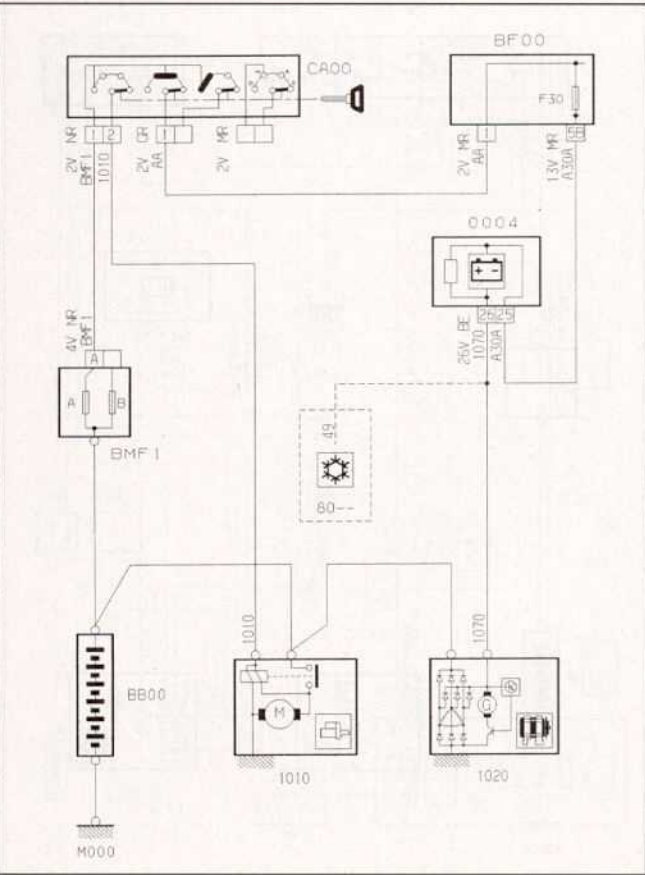 CA00
BF00
F30
1 2
1
1
5B
2V NR
BMF1
1010
2V GR
AA
2V MR
2V MR
AA
13V MR
A30A
0004
+ -
26 25
26V BE
1070
A30A
4V NR
BMF1
A
A B
BMF1
49
80--
1010
1070
BB00
M
G
1010
1020
M000